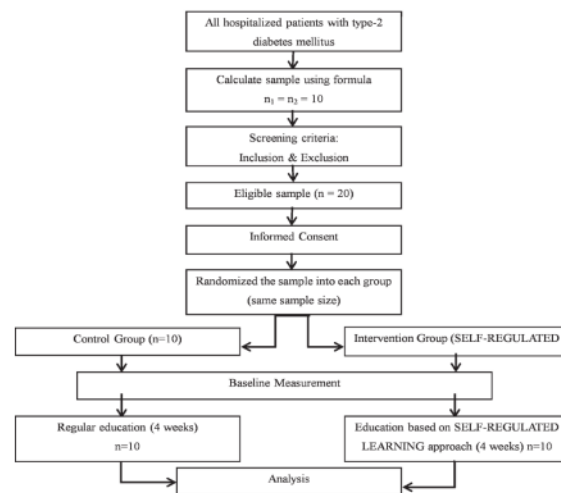 All hospitalized patients with type-2
diabetes mellitus
Calculate sample using formula
n₁ = n₂ = 10
Screening criteria:
Inclusion & Exclusion
Eligible sample (n = 20)
Informed Consent
Randomized the sample into each group
(same sample size)
Control Group (n=10)
Intervention Group (SELF-REGULATED
Baseline Measurement
Regular education (4 weeks)
n=10
Education based on SELF-REGULATED
LEARNING approach (4 weeks) n=10
Analysis